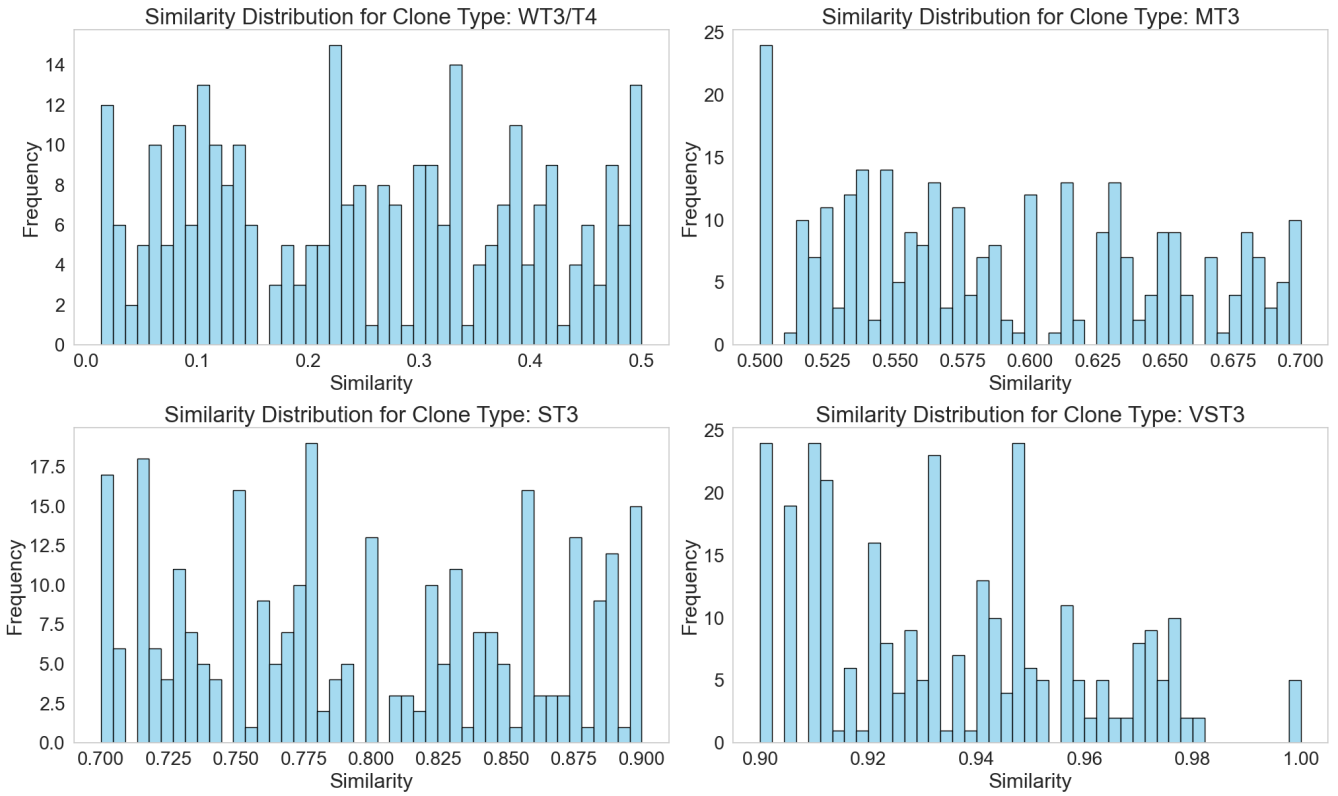 Similarity Distribution for Clone Type: WT3/T4
Frequency
14
12
10
8
6
4
2
0
0.0 0.1 0.2 0.3 0.4 0.5
Similarity
Similarity Distribution for Clone Type: MT3
Frequency
25
20
15
10
5
0
0.500 0.525 0.550 0.575 0.600 0.625 0.650 0.675 0.700
Similarity
Similarity Distribution for Clone Type: ST3
Frequency
17.5
15.0
12.5
10.0
7.5
5.0
2.5
0.0
0.700 0.725 0.750 0.775 0.800 0.825 0.850 0.875 0.900
Similarity
Similarity Distribution for Clone Type: VST3
Frequency
25
20
15
10
5
0
0.90 0.92 0.94 0.96 0.98 1.00
Similarity